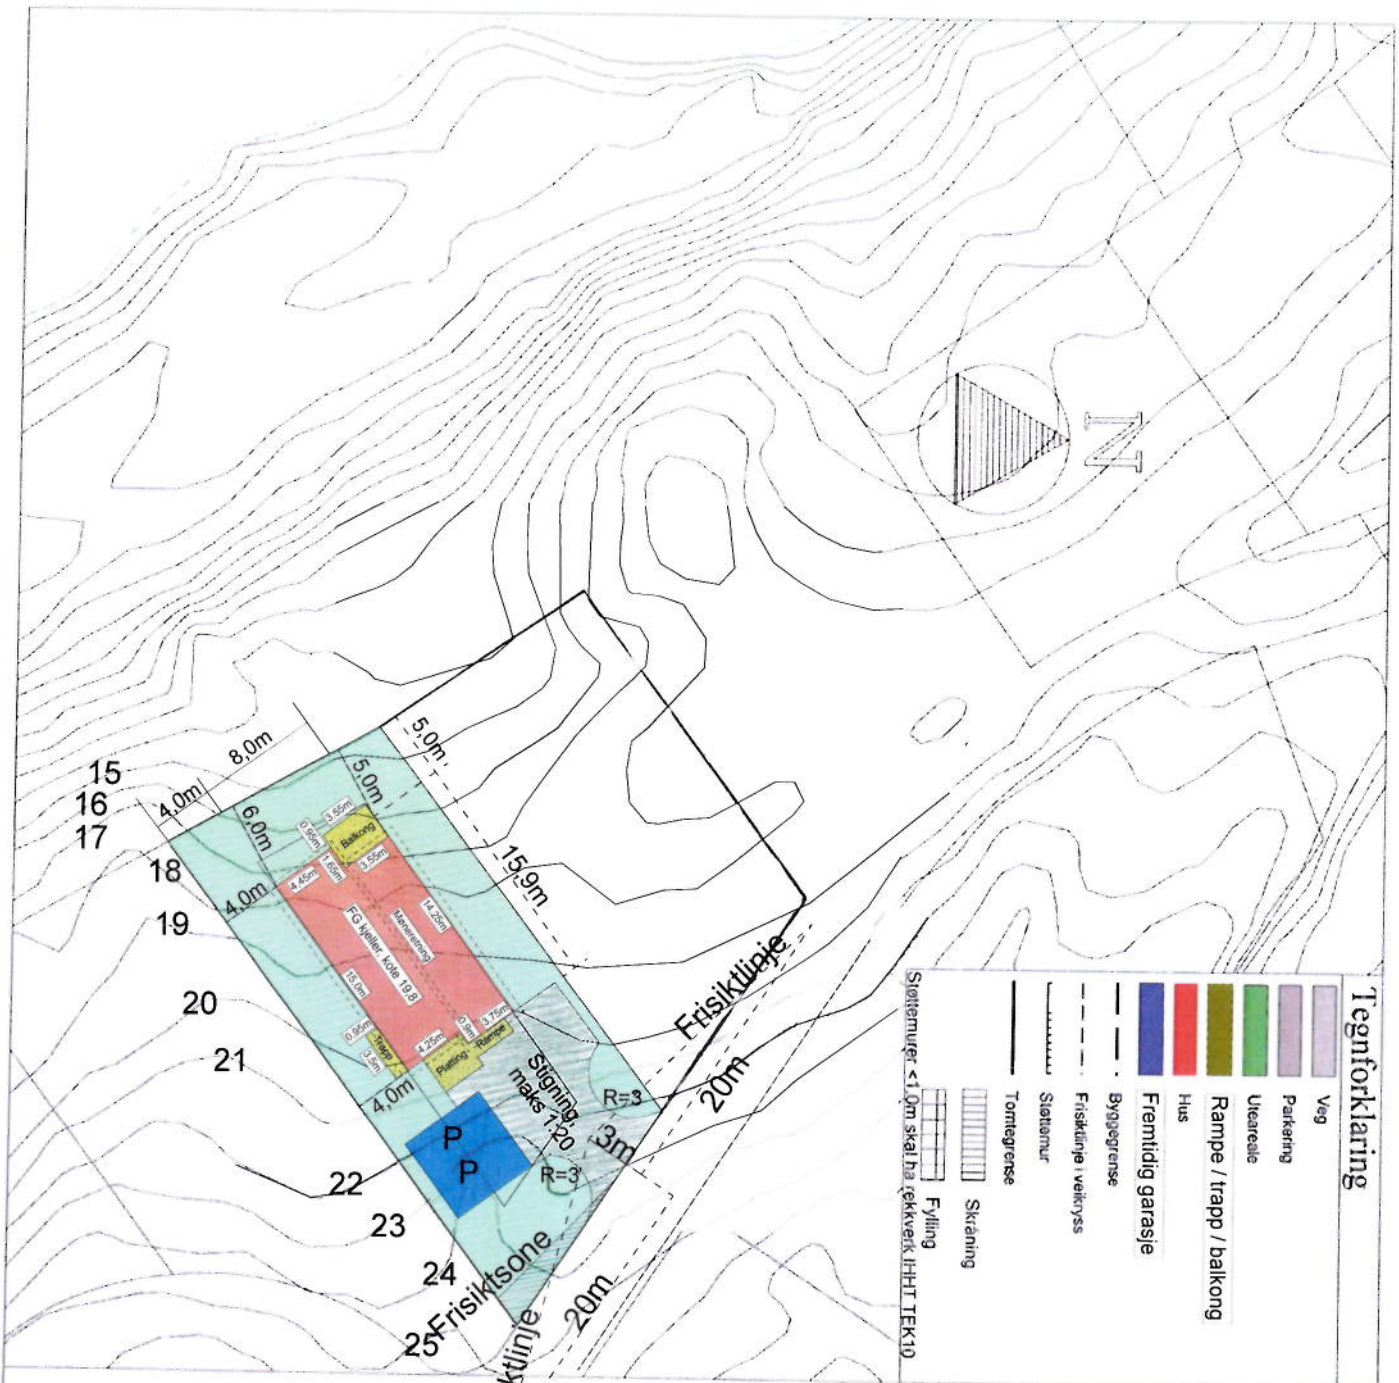 N
Tegnforklaring
Veg
Parkering
Uteareale
Rampe / trapp / balkong
Hus
Fremtidig garasje
Byggegrense
Frisiktlinje i veikryss
Støttemur
Tomtegrense
Skråning
Fylling
Støttemurer <1,0m skal ha rekkverk IHHT TEK10
5,0m
8,0m
5,0m
4,0m
6,0m
15,9m
4,0m
15
16
17
18
19
20
21
22
23
24
25
3.55m
0.95m
Balkong
1.65m
3.55m
4.45m
14.25m
Møneretning
FG kjeller, kote 19.8
15.0m
0.95m
Trapp
3.5m
4.25m
0.9m
3.75m
Platting
Rampe
4,0m
Stigning,
maks 1:20
R=3
3m
R=3
P
P
Frisiktlinje
20m
20m
Frisiktsone
ktlinje